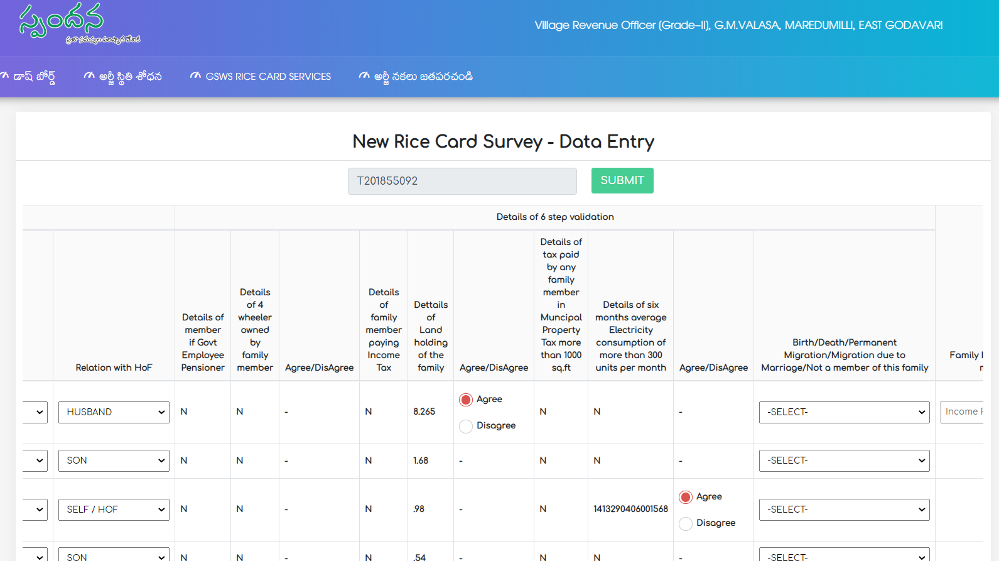 స్పందన
ప్రజా సమస్యల పరిష్కార వేదిక
Village Revenue Officer (Grade-II), G.M.VALASA, MAREDUMILLI, EAST GODAVARI
డాష్ బోర్డ్
అర్జీ స్థితి శోధన
GSWS RICE CARD SERVICES
అర్జీ నకలు జతపరచండి
New Rice Card Survey - Data Entry
T201855092
SUBMIT
Details of 6 step validation
Relation with HoF
Details of
member
if Govt
Employee
Pensioner
Details
of 4
wheeler
owned
by
family
member
Agree/DisAgree
Details
of
family
member
paying
Income
Tax
Dettails
of
Land
holding
of the
family
Agree/DisAgree
Details of
tax paid
by any
family
member
in
Muncipal
Property
Tax more
than 1000
sq.ft
Details of six
months average
Electricity
consumption of
more than 300
units per month
Agree/DisAgree
Birth/Death/Permanent
Migration/Migration due to
Marriage/Not a member of this family
Family
HUSBAND N N - N 8.265 Agree N N - -SELECT- Income
Disagree
SON N N - N 1.68 - N N - -SELECT-
SELF / HOF N N - N .98 - N 1413290406001568 Agree -SELECT-
Disagree
SON N N - N .54 - N N - -SELECT-